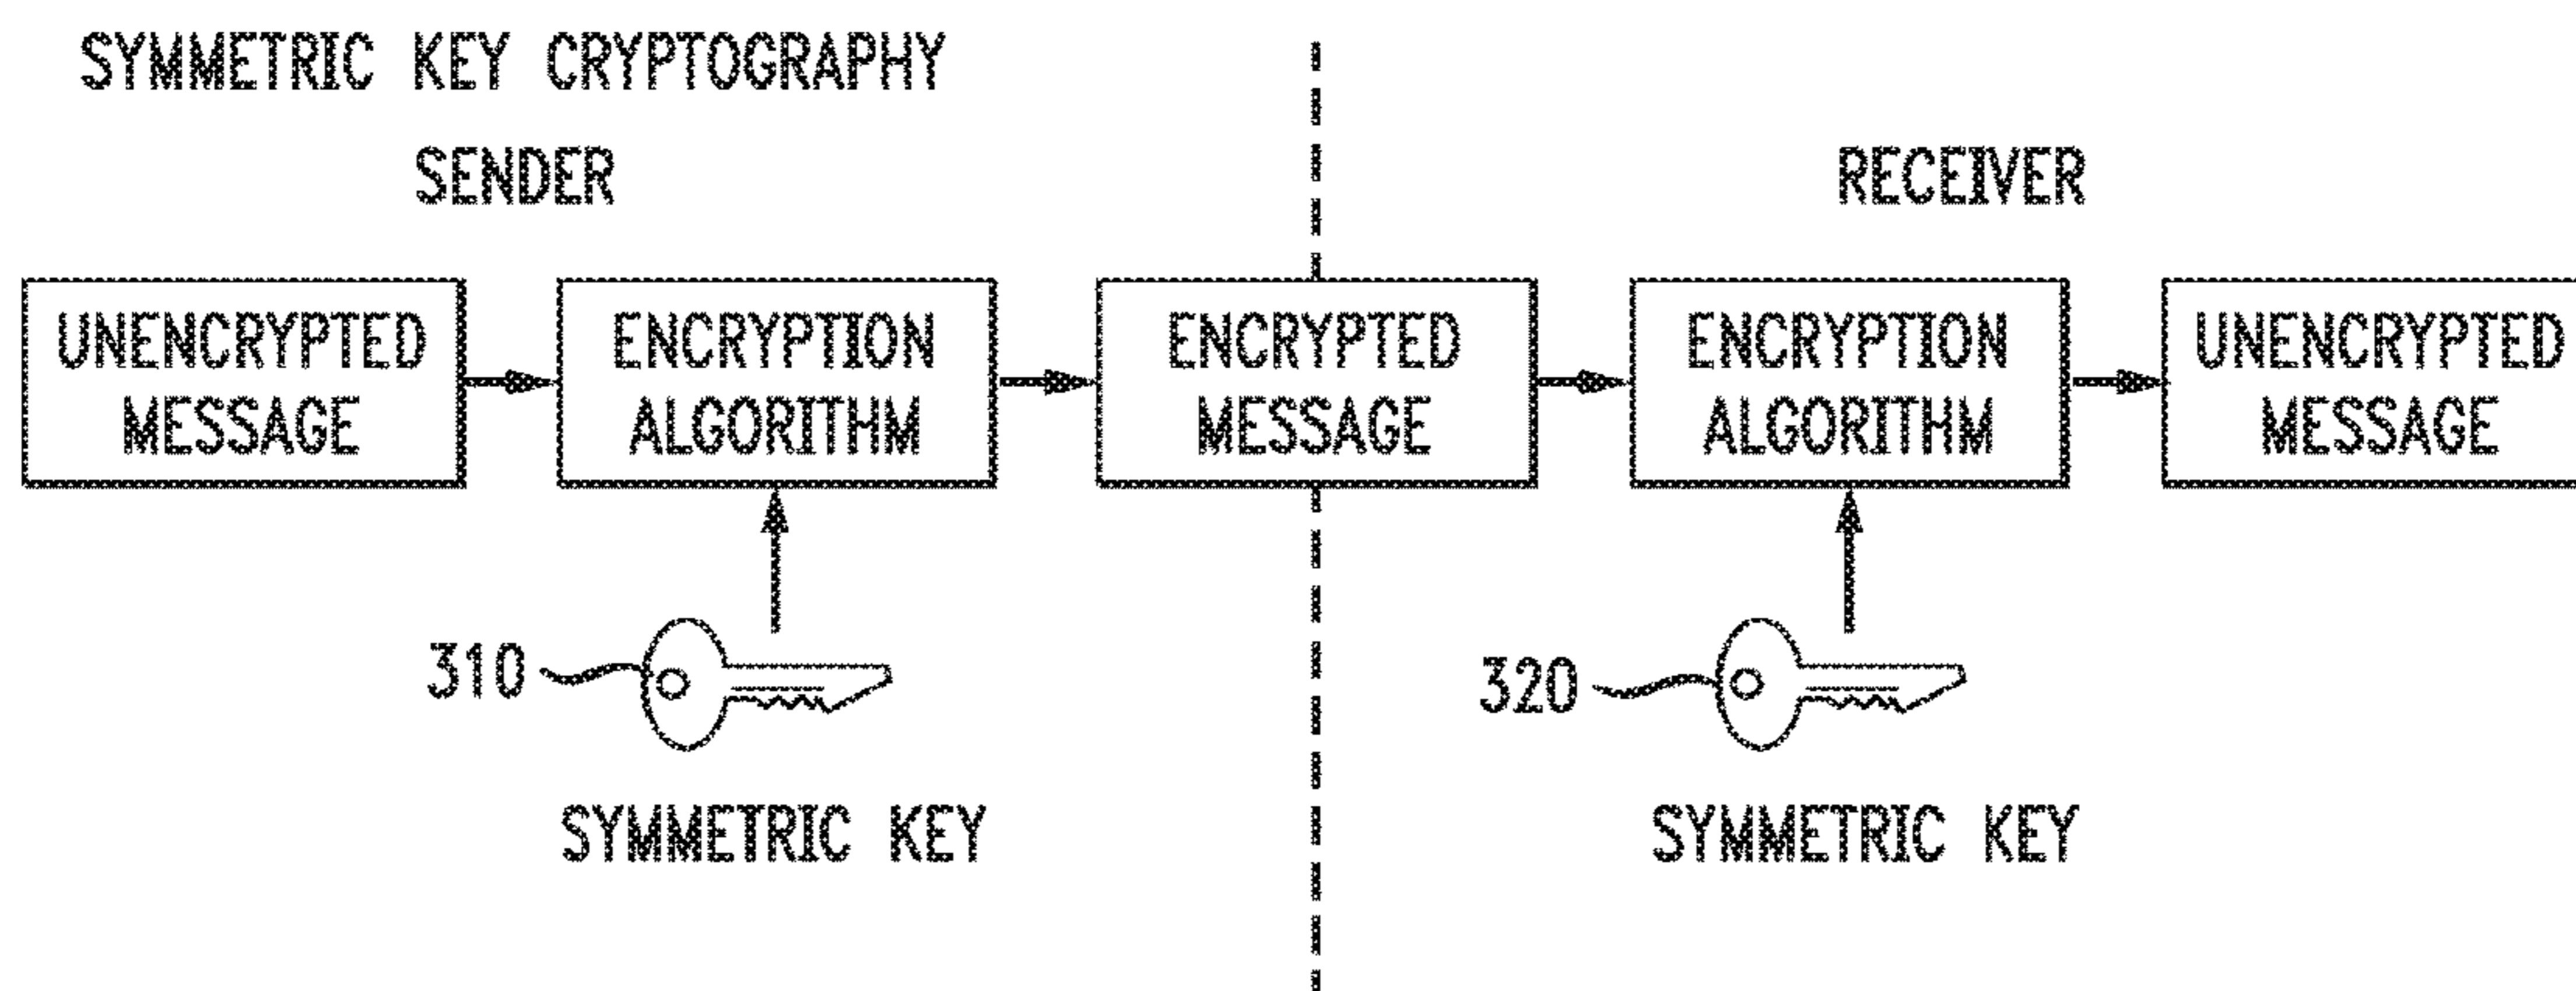 SYMMETRIC KEY CRYPTOGRAPHY
SENDER
RECEIVER
UNENCRYPTED
MESSAGE
ENCRYPTION
ALGORITHM
ENCRYPTED
MESSAGE
ENCRYPTION
ALGORITHM
UNENCRYPTED
MESSAGE
310
320
SYMMETRIC KEY
SYMMETRIC KEY